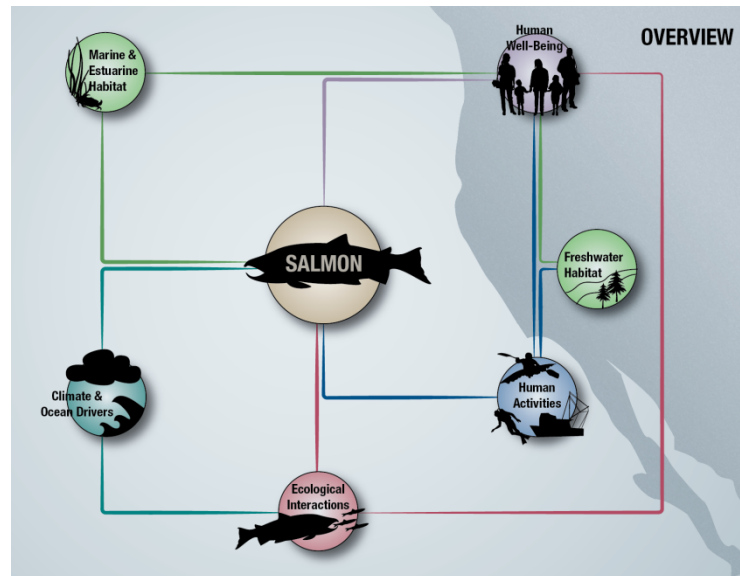 OVERVIEW
Marine &
Estuarine
Habitat
Human
Well-Being
SALMON
Freshwater
Habitat
Climate &
Ocean Drivers
Human
Activities
Ecological
Interactions